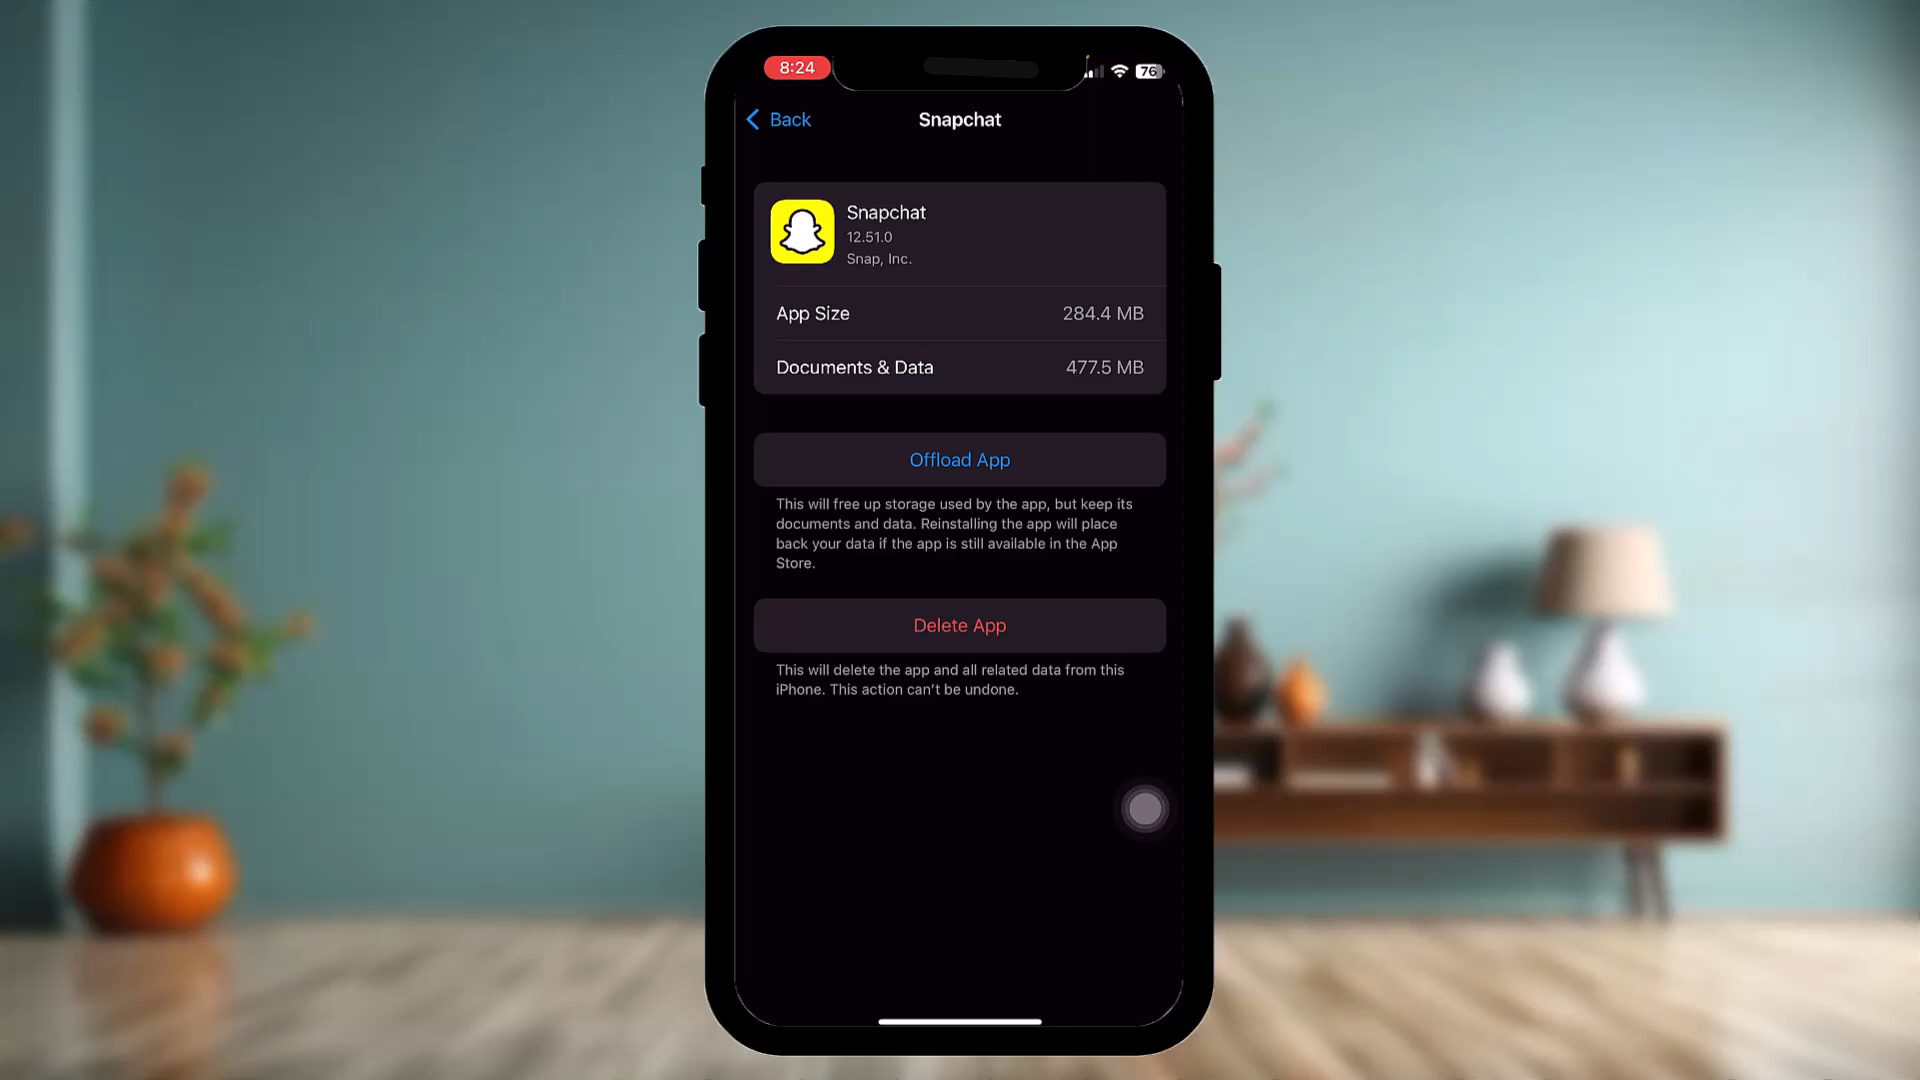 8:24
76
Back
Snapchat
Snapchat
12.51.0
Snap, Inc.
App Size
284.4 MB
Documents & Data
477.5 MB
Offload App
This will free up storage used by the app, but keep its
documents and data. Reinstalling the app will place
back your data if the app is still available in the App
Store.
Delete App
This will delete the app and all related data from this
iPhone. This action can't be undone.